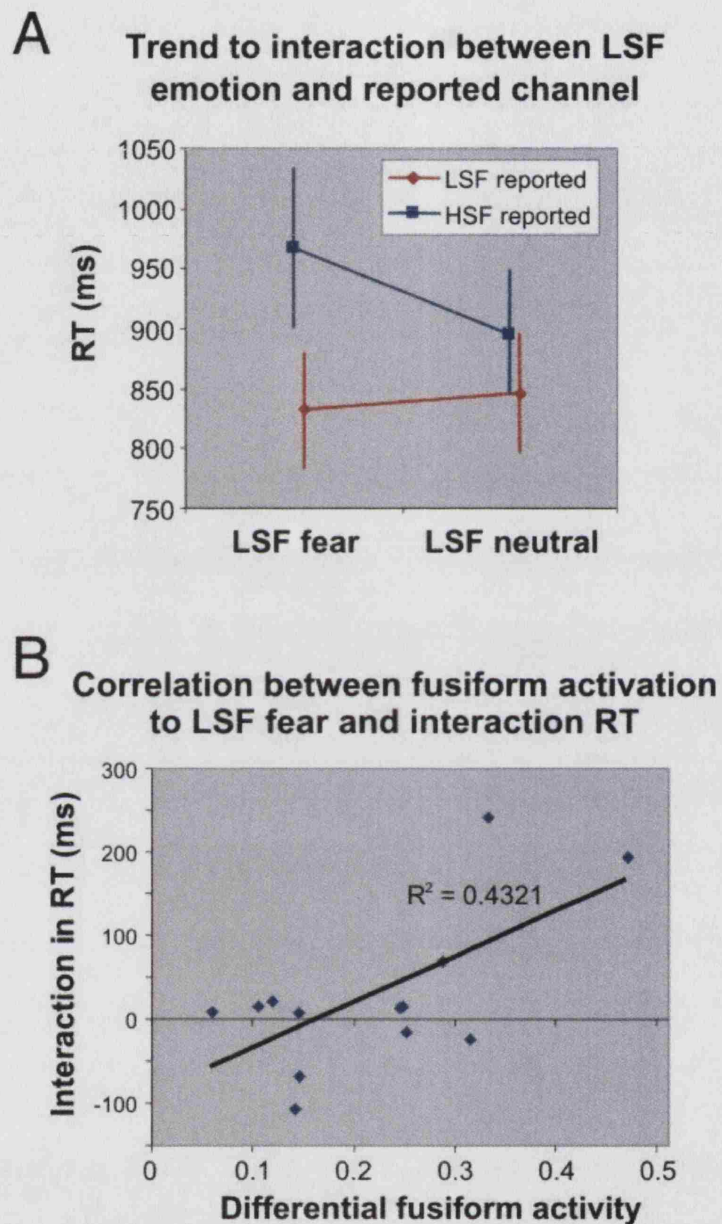 A
Trend to interaction between LSF
emotion and reported channel
1050
1000
950
900
850
800
750
RT (ms)
LSF reported
HSF reported
LSF fear
LSF neutral
B
Correlation between fusiform activation
to LSF fear and interaction RT
300
200
100
0
-100
Interaction in RT (ms)
R² = 0.4321
0
0.1
0.2
0.3
0.4
0.5
Differential fusiform activity